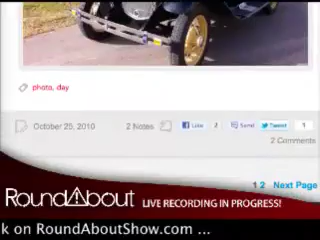 photo, day
October 25, 2010 2 Notes Like 2 Send Tweet 1
2 Comments
1 2 Next Page
RoundAbout LIVE RECORDING IN PROGRESS!
k on RoundAboutShow.com ...